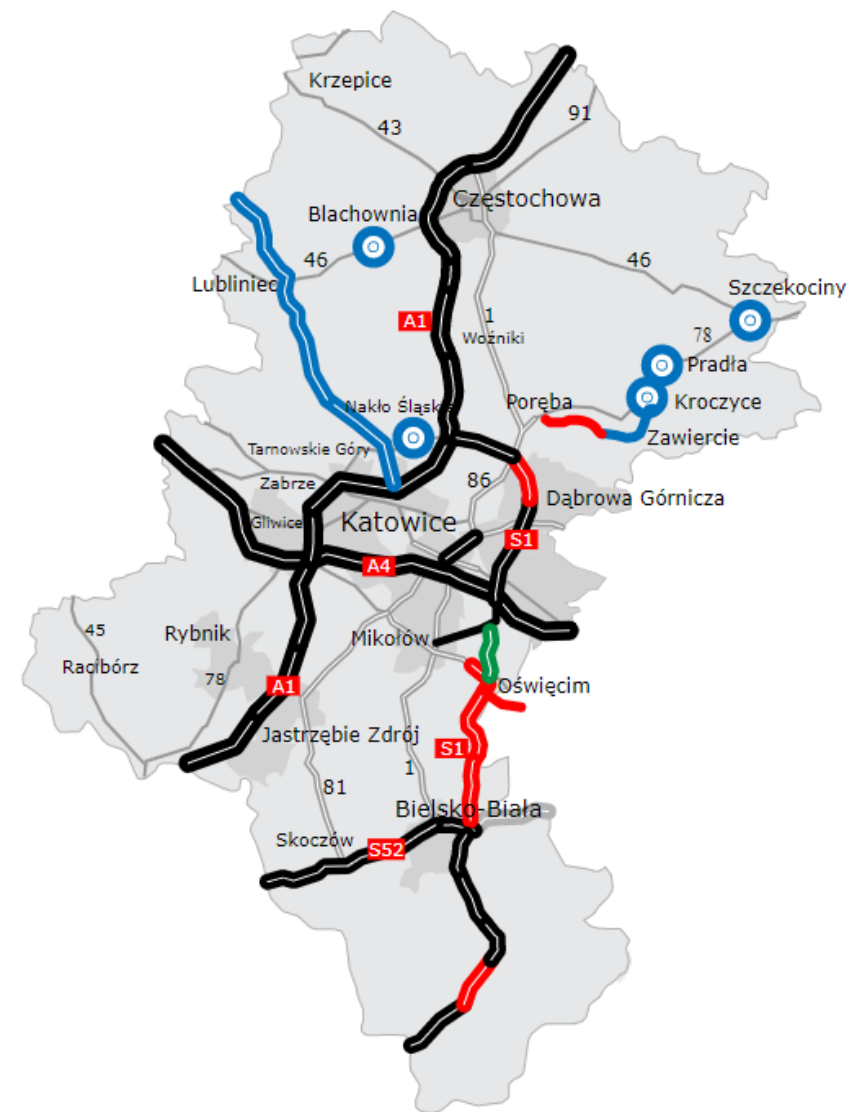 Krzepice
91
43
Częstochowa
Blachownia
46
46
Lubliniec
Szczekociny
1
A1
Woźniki
78
Pradła
Poręba
Kroczyce
Nakło Śląskie
Zawiercie
Tarnowskie Góry
86
Zabrze
Dąbrowa Górnicza
Gliwice
Katowice
S1
A4
45
Rybnik
Mikołów
Racibórz
78
A1
Oświęcim
Jastrzębie Zdrój
S1
1
81
Bielsko-Biała
Skoczów
S52